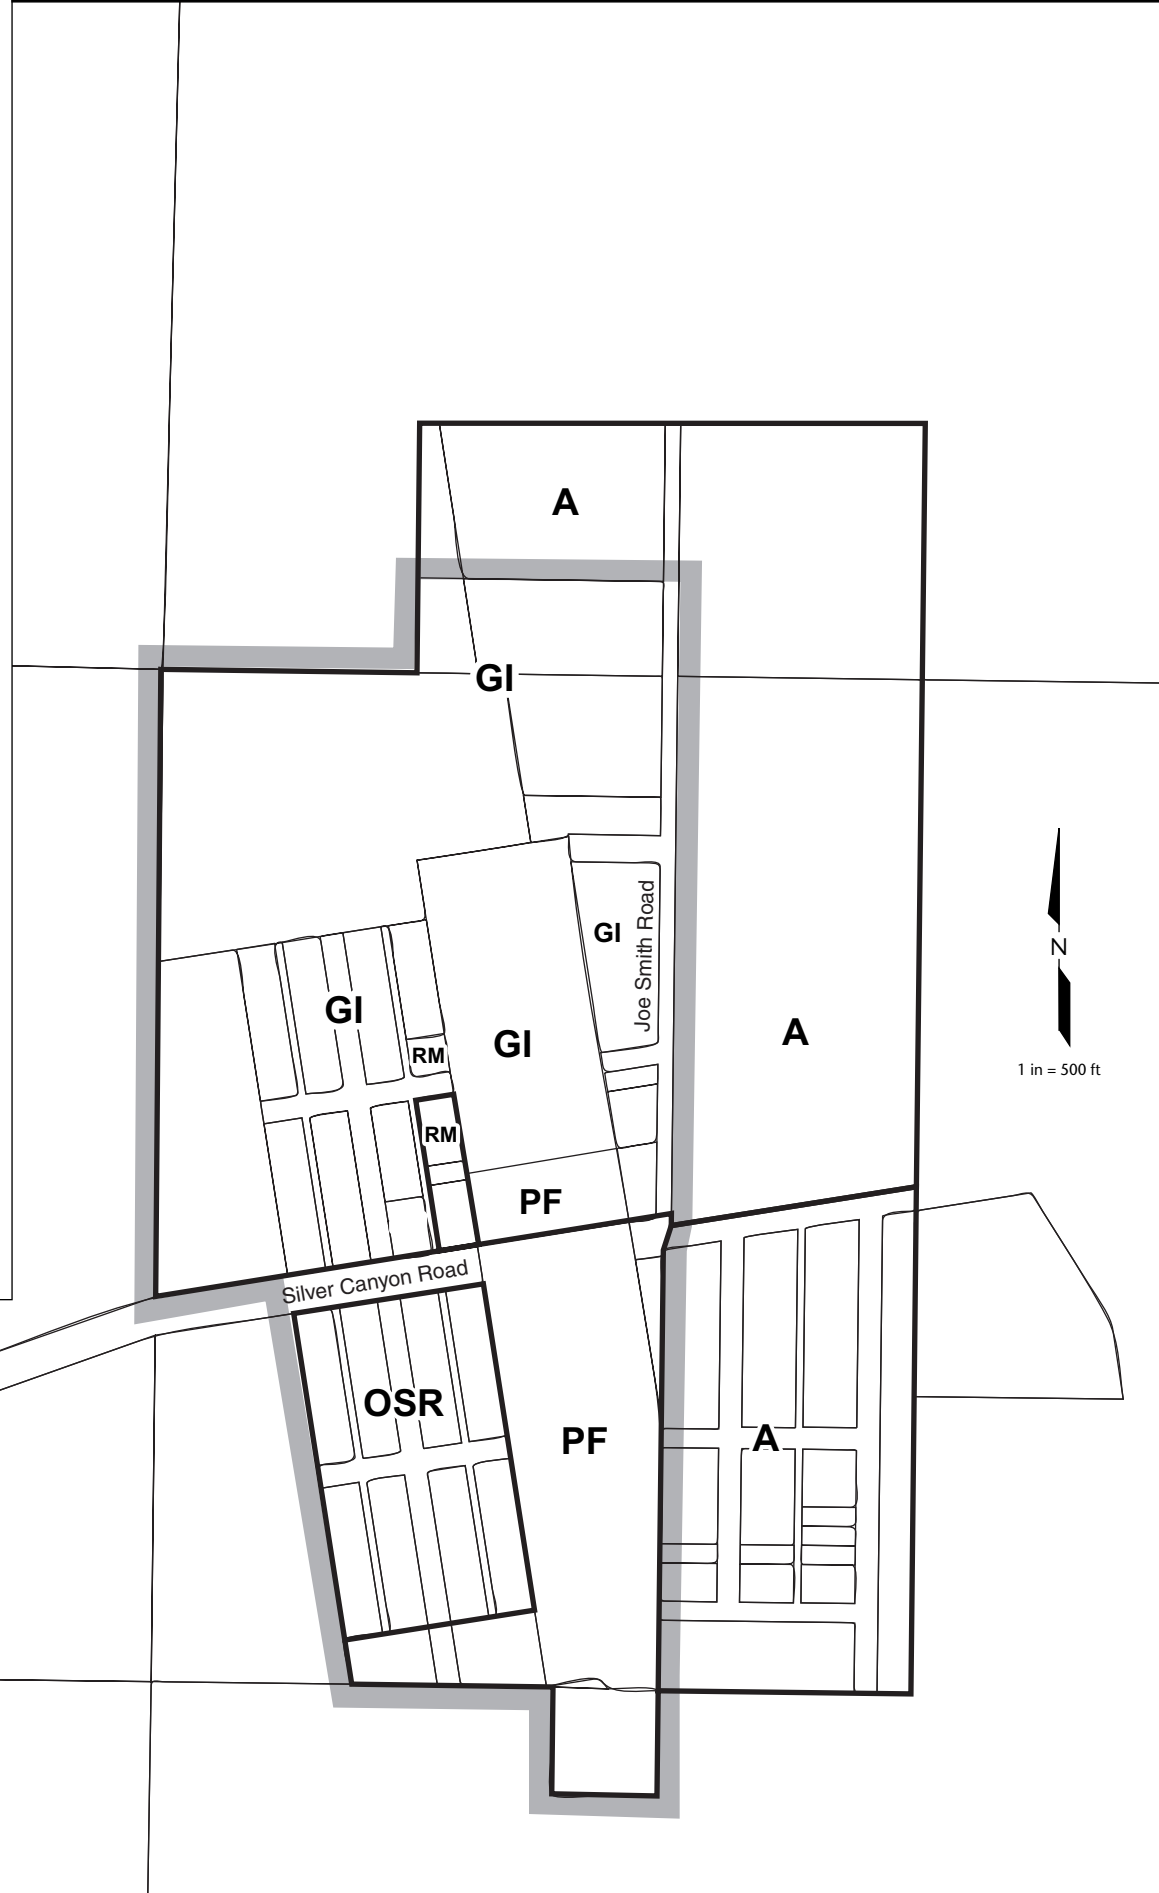 A
GI
GI
Joe Smith Road
N
GI
GI
A
RM
1 in = 500 ft
RM
PF
Silver Canyon Road
OSR
PF
A